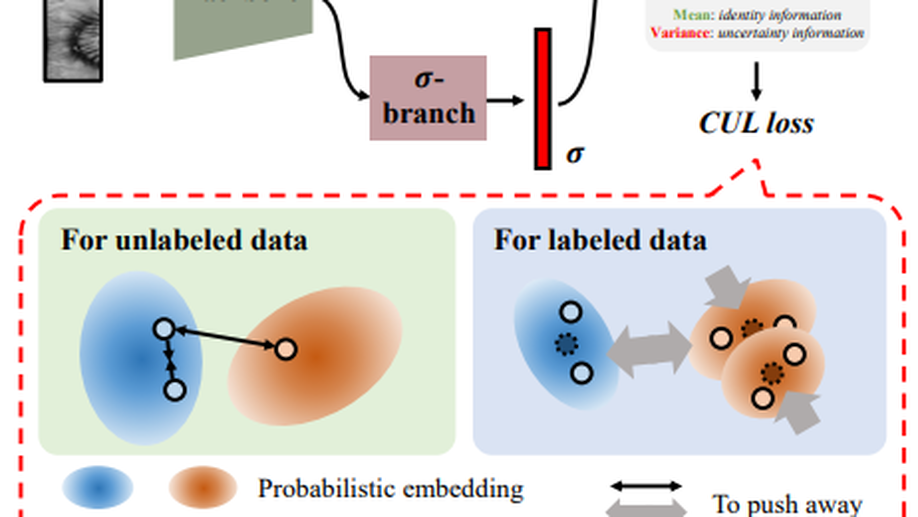 Mean: identity information
Variance: uncertainty information
σ-
branch
CUL loss
σ
For unlabeled data
For labeled data
Probabilistic embedding
To push away